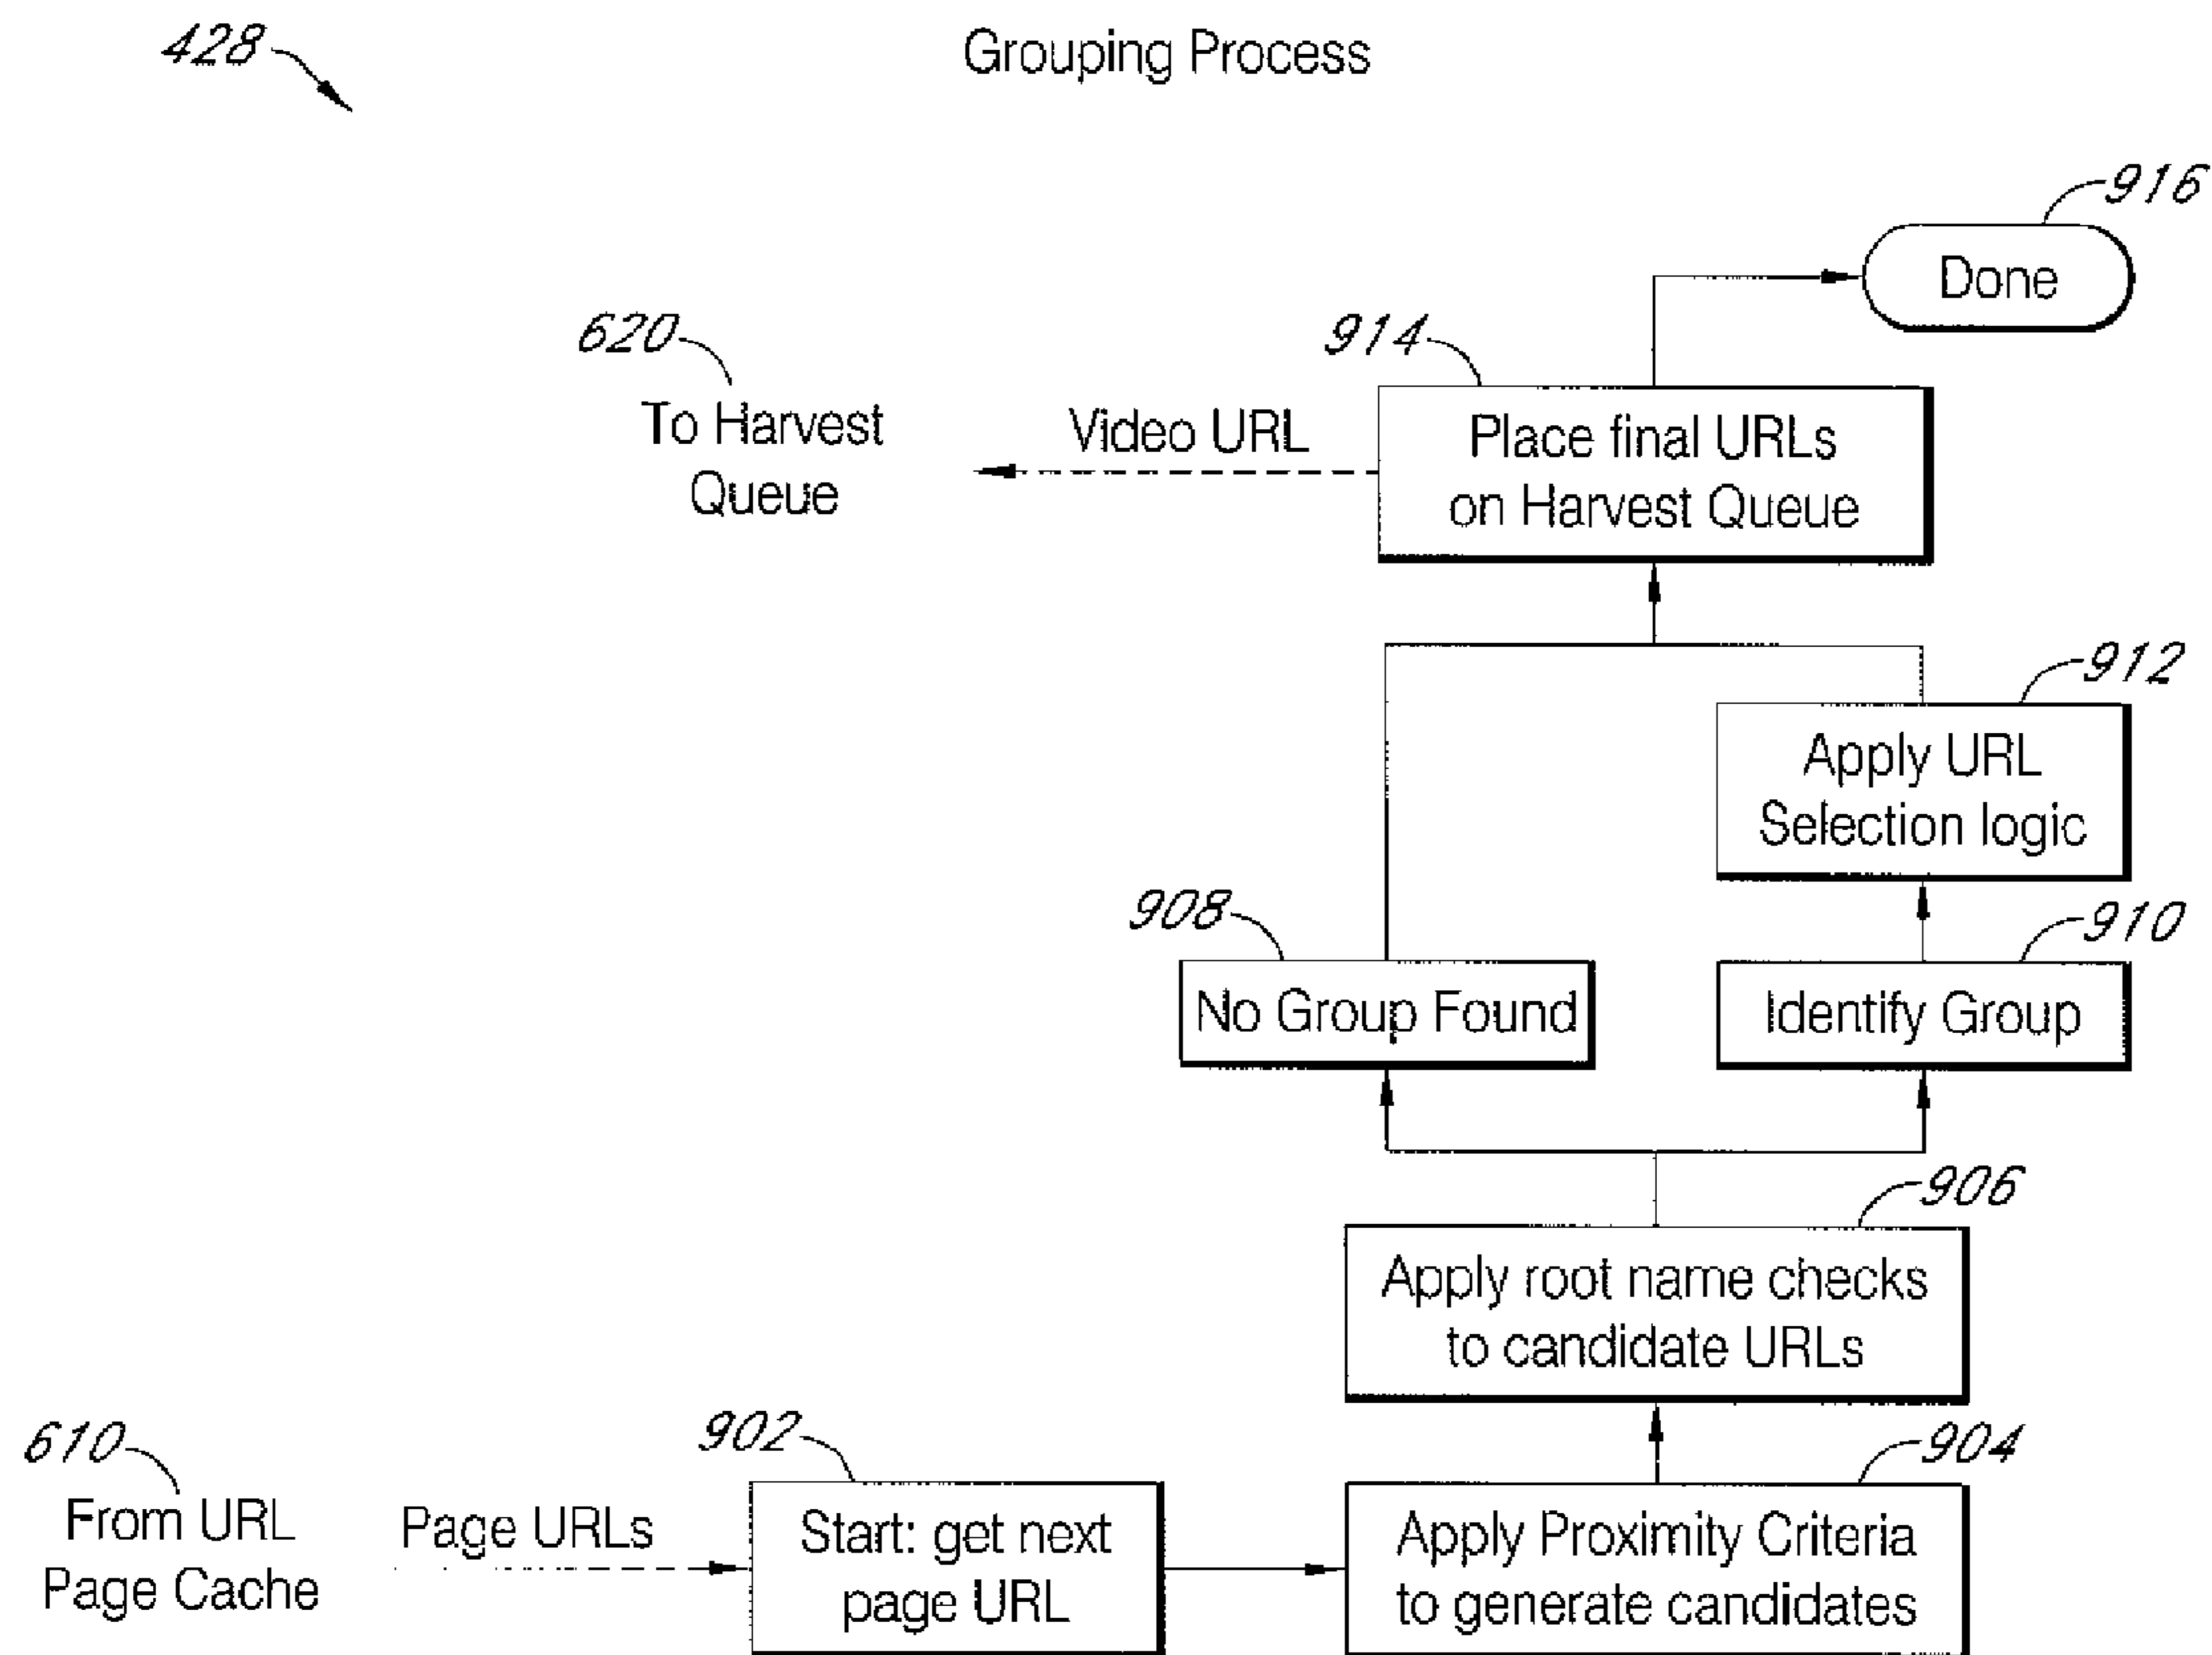 428
Grouping Process
916
Done
620
914
To Harvest
Queue
Video URL
Place final URLs
on Harvest Queue
912
Apply URL
Selection logic
908
910
No Group Found
Identify Group
906
Apply root name checks
to candidate URLs
610
902
904
From URL
Page Cache
Page URLs
Start: get next
page URL
Apply Proximity Criteria
to generate candidates